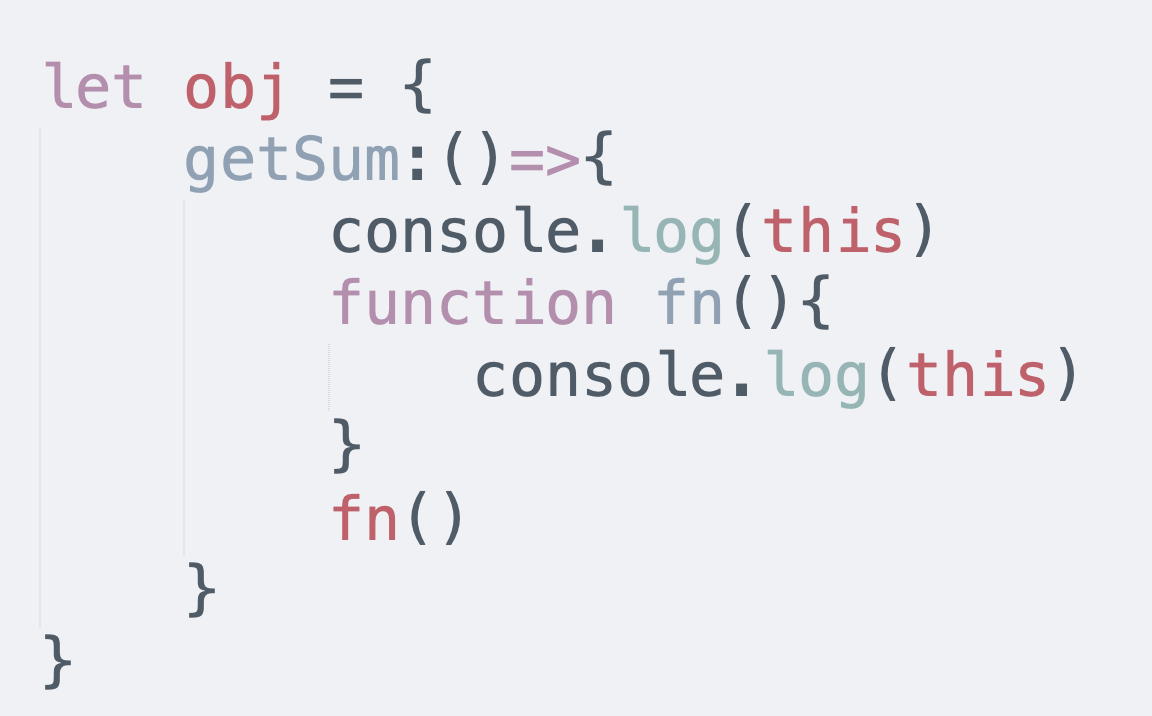 let obj = {
    getSum:()=>{
        console.log(this)
        function fn(){
            console.log(this)
        }
        fn()
    }
}